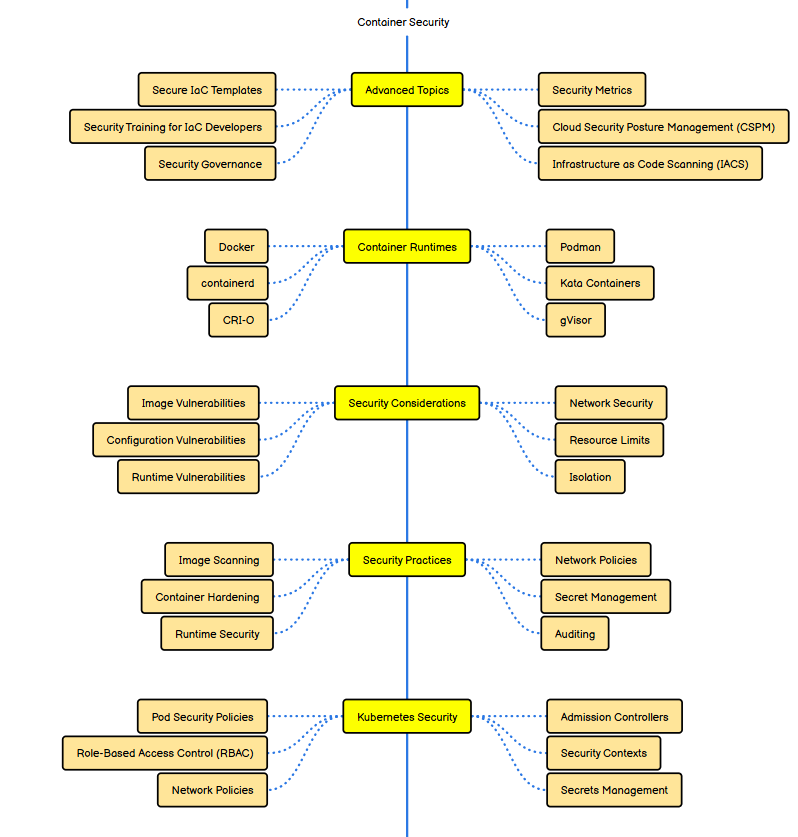 Container Security
Advanced Topics
Secure IaC Templates
Security Training for IaC Developers
Security Governance
Security Metrics
Cloud Security Posture Management (CSPM)
Infrastructure as Code Scanning (IACS)
Container Runtimes
Docker
containerd
CRI-O
Podman
Kata Containers
gVisor
Security Considerations
Image Vulnerabilities
Configuration Vulnerabilities
Runtime Vulnerabilities
Network Security
Resource Limits
Isolation
Security Practices
Image Scanning
Container Hardening
Runtime Security
Network Policies
Secret Management
Auditing
Kubernetes Security
Pod Security Policies
Role-Based Access Control (RBAC)
Network Policies
Admission Controllers
Security Contexts
Secrets Management